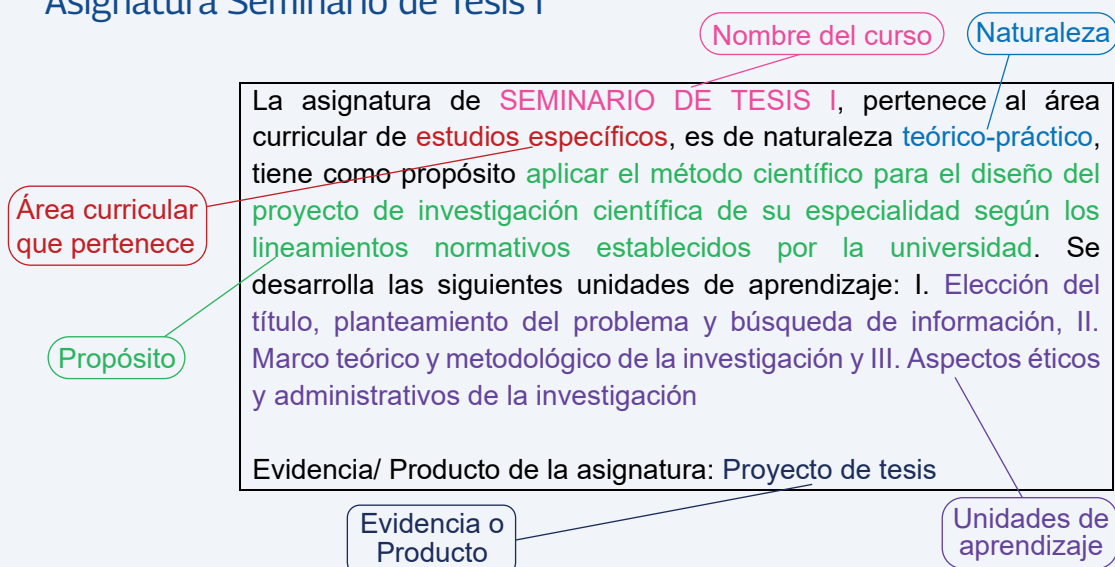 Asignatura Seminario de Tesis I
Nombre del curso
Naturaleza
La asignatura de SEMINARIO DE TESIS I, pertenece al área
curricular de estudios específicos, es de naturaleza teórico-práctico,
tiene como propósito aplicar el método científico para el diseño del
proyecto de investigación científica de su especialidad según los
lineamientos normativos establecidos por la universidad. Se
desarrolla las siguientes unidades de aprendizaje: I. Elección del
título, planteamiento del problema y búsqueda de información, II.
Marco teórico y metodológico de la investigación y III. Aspectos éticos
y administrativos de la investigación
Evidencia/ Producto de la asignatura: Proyecto de tesis
Área curricular
que pertenece
Propósito
Evidencia o
Producto
Unidades de
aprendizaje